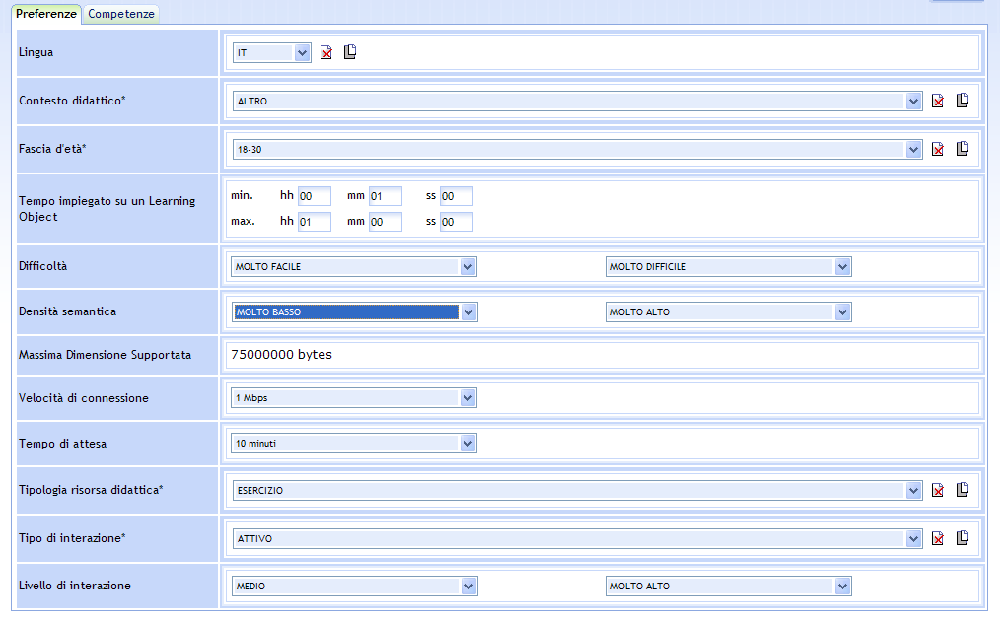 Preferenze Competenze
Lingua IT
Contesto didattico* ALTRO
Fascia d'età* 18-30
Tempo impiegato su un Learning Object
min. hh 00 mm 01 ss 00
max. hh 01 mm 00 ss 00
Difficoltà MOLTO FACILE MOLTO DIFFICILE
Densità semantica MOLTO BASSO MOLTO ALTO
Massima Dimensione Supportata 75000000 bytes
Velocità di connessione 1 Mbps
Tempo di attesa 10 minuti
Tipologia risorsa didattica* ESERCIZIO
Tipo di interazione* ATTIVO
Livello di interazione MEDIO MOLTO ALTO